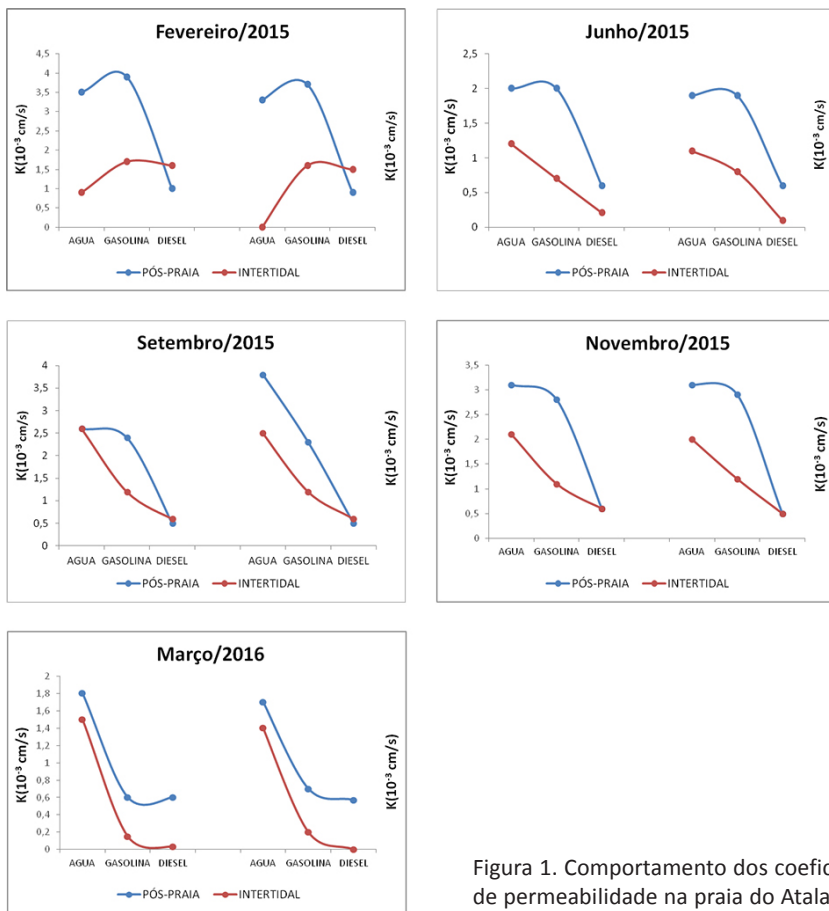 Fevereiro/2015
4,5
4
3,5
3
2,5
2
1,5
1
0,5
0
K(10⁻³ cm/s)
K(10⁻³ cm/s)
AGUA GASOLINA DIESEL AGUA GASOLINA DIESEL
PÓS-PRAIA INTERTIDAL
Junho/2015
2,5
2
1,5
1
0,5
0
K(10⁻³ cm/s)
K(10⁻³ cm/s)
AGUA GASOLINA DIESEL AGUA GASOLINA DIESEL
PÓS-PRAIA INTERTIDAL
Setembro/2015
4
3,5
3
2,5
2
1,5
1
0,5
0
K(10⁻³ cm/s)
K(10⁻³ cm/s)
AGUA GASOLINA DIESEL AGUA GASOLINA DIESEL
PÓS-PRAIA INTERTIDAL
Novembro/2015
3,5
3
2,5
2
1,5
1
0,5
0
K(10⁻³ cm/s)
K(10⁻³ cm/s)
AGUA GASOLINA DIESEL AGUA GASOLINA DIESEL
PÓS-PRAIA INTERTIDAL
Março/2016
2
1,8
1,6
1,4
1,2
1
0,8
0,6
0,4
0,2
0
K(10⁻³ cm/s)
K(10⁻³ cm/s)
AGUA GASOLINA DIESEL AGUA GASOLINA DIESEL
PÓS-PRAIA INTERTIDAL
Figura 1. Comportamento dos coefic
de permeabilidade na praia do Atala